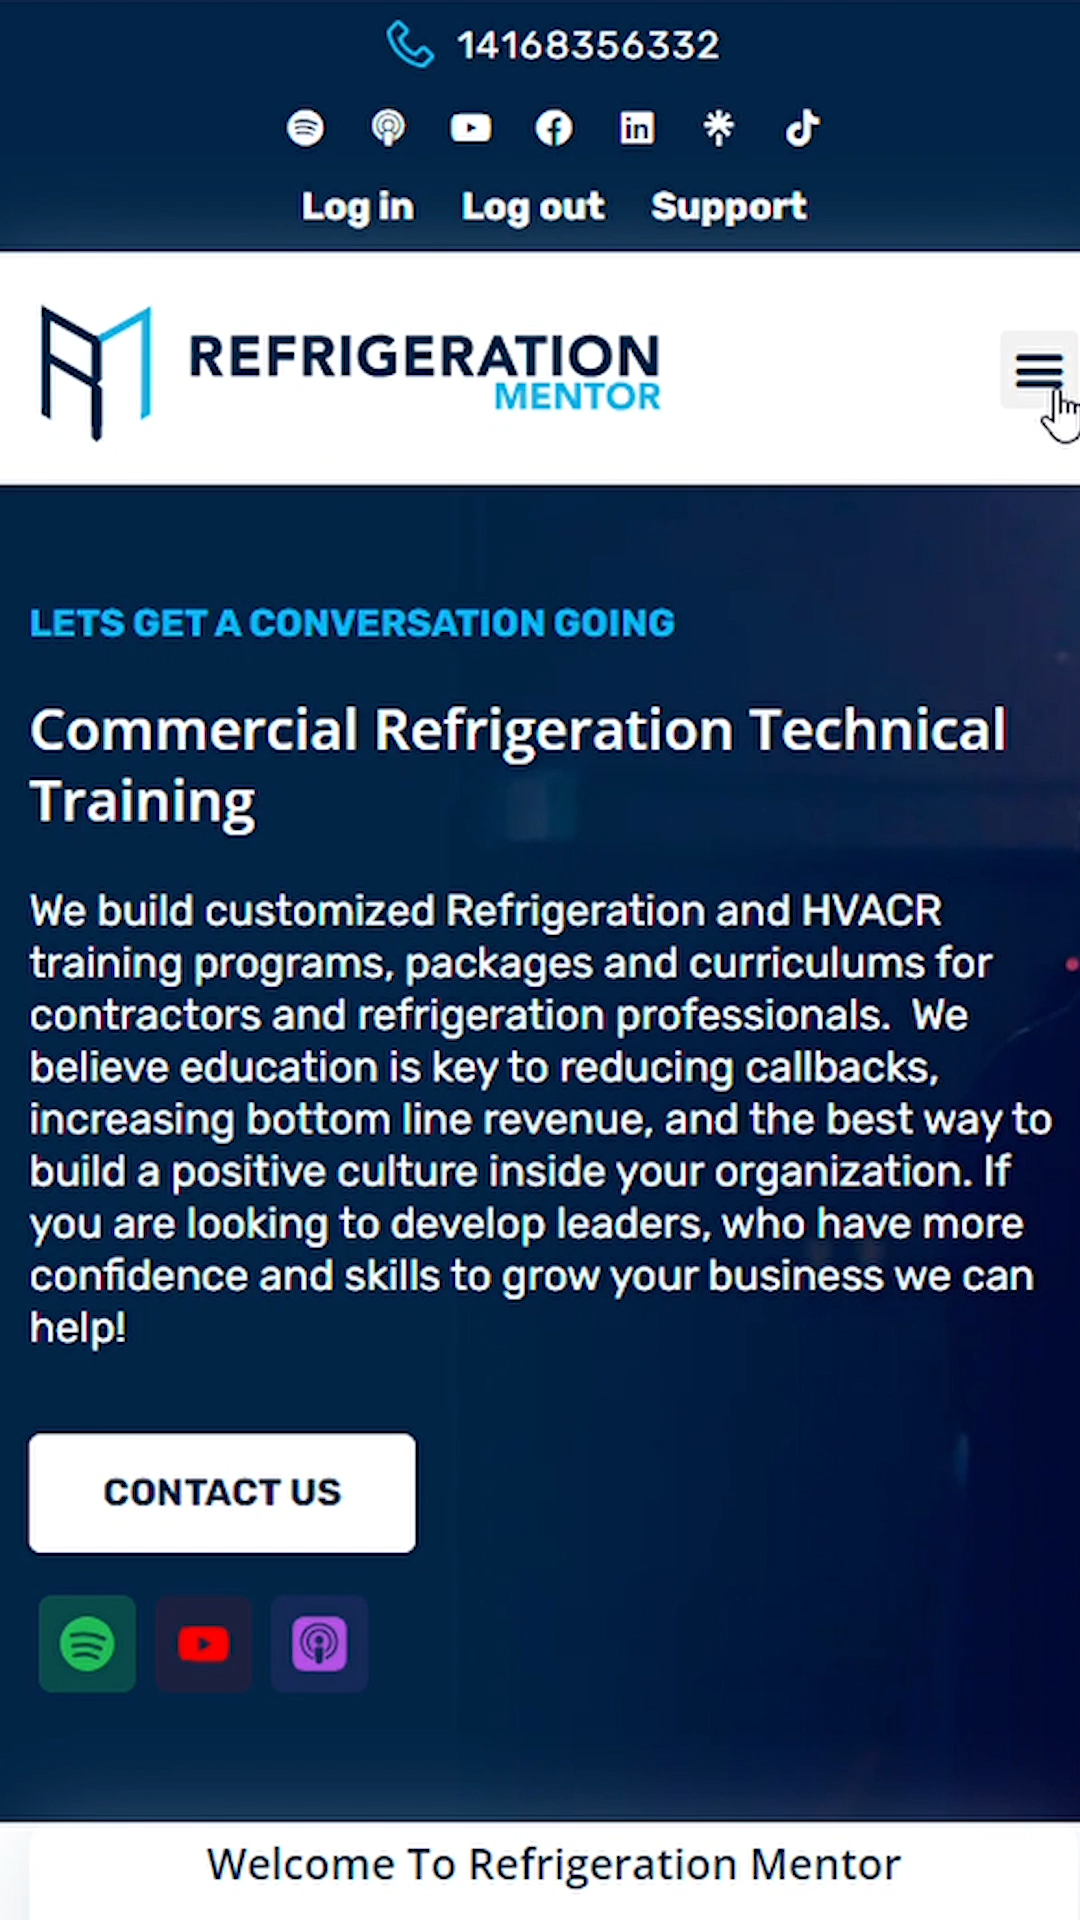 14168356332
Log in Log out Support
REFRIGERATION
MENTOR
LETS GET A CONVERSATION GOING
Commercial Refrigeration Technical
Training
We build customized Refrigeration and HVACR
training programs, packages and curriculums for
contractors and refrigeration professionals.  We
believe education is key to reducing callbacks,
increasing bottom line revenue, and the best way to
build a positive culture inside your organization. If
you are looking to develop leaders, who have more
confidence and skills to grow your business we can
help!
CONTACT US
Welcome To Refrigeration Mentor